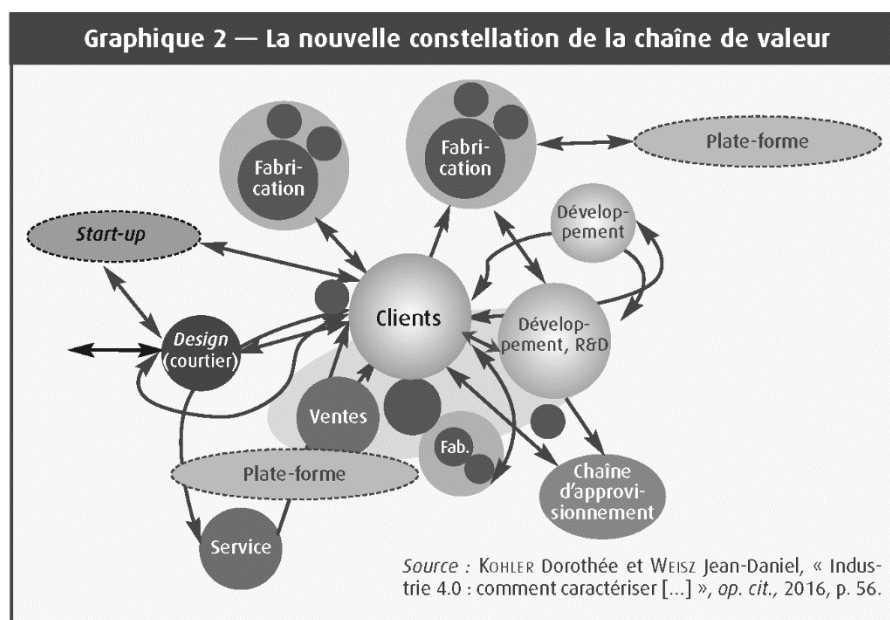 Graphique 2 — La nouvelle constellation de la chaîne de valeur
Fabri-
cation
Fabri-
cation
Plate-forme
Dévelop-
pement
Start-up
Clients
Dévelop-
pement, R&D
Design
(courtier)
Ventes
Fab.
Plate-forme
Chaîne
d'approvi-
sionnement
Service
Source : KOHLER Dorothée et WEISZ Jean-Daniel, « Indus-
trie 4.0 : comment caractériser [...] », op. cit., 2016, p. 56.